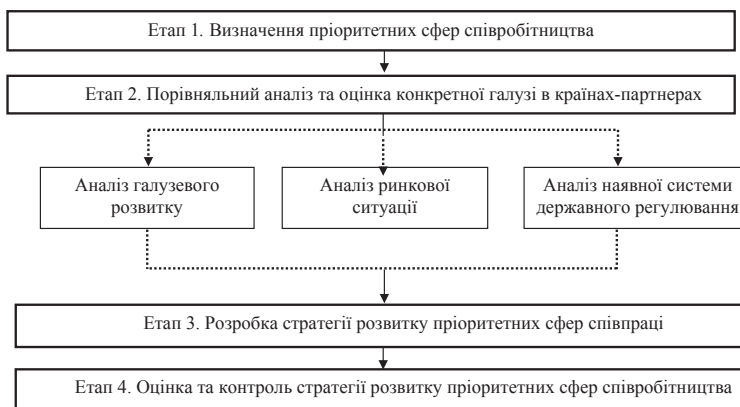 Етап 1. Визначення пріоритетних сфер співробітництва
Етап 2. Порівняльний аналіз та оцінка конкретної галузі в країнах-партнерах
Аналіз галузевого
розвитку
Аналіз ринкової
ситуації
Аналіз наявної системи
державного регулювання
Етап 3. Розробка стратегії розвитку пріоритетних сфер співпраці
Етап 4. Оцінка та контроль стратегії розвитку пріоритетних сфер співробітництва